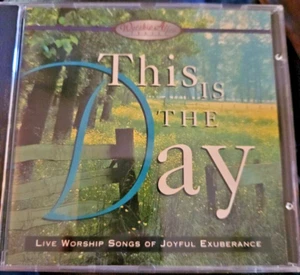 This
Is
The
Day
Live Worship Songs of Joyful Exuberance